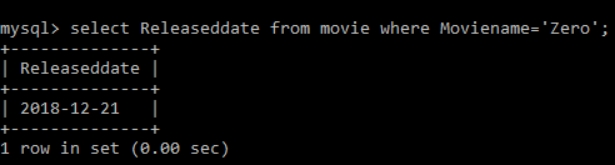 mysql> select Releaseddate from movie where Moviename='Zero';
+--------------+
| Releaseddate |
+--------------+
| 2018-12-21   |
+--------------+
1 row in set (0.00 sec)